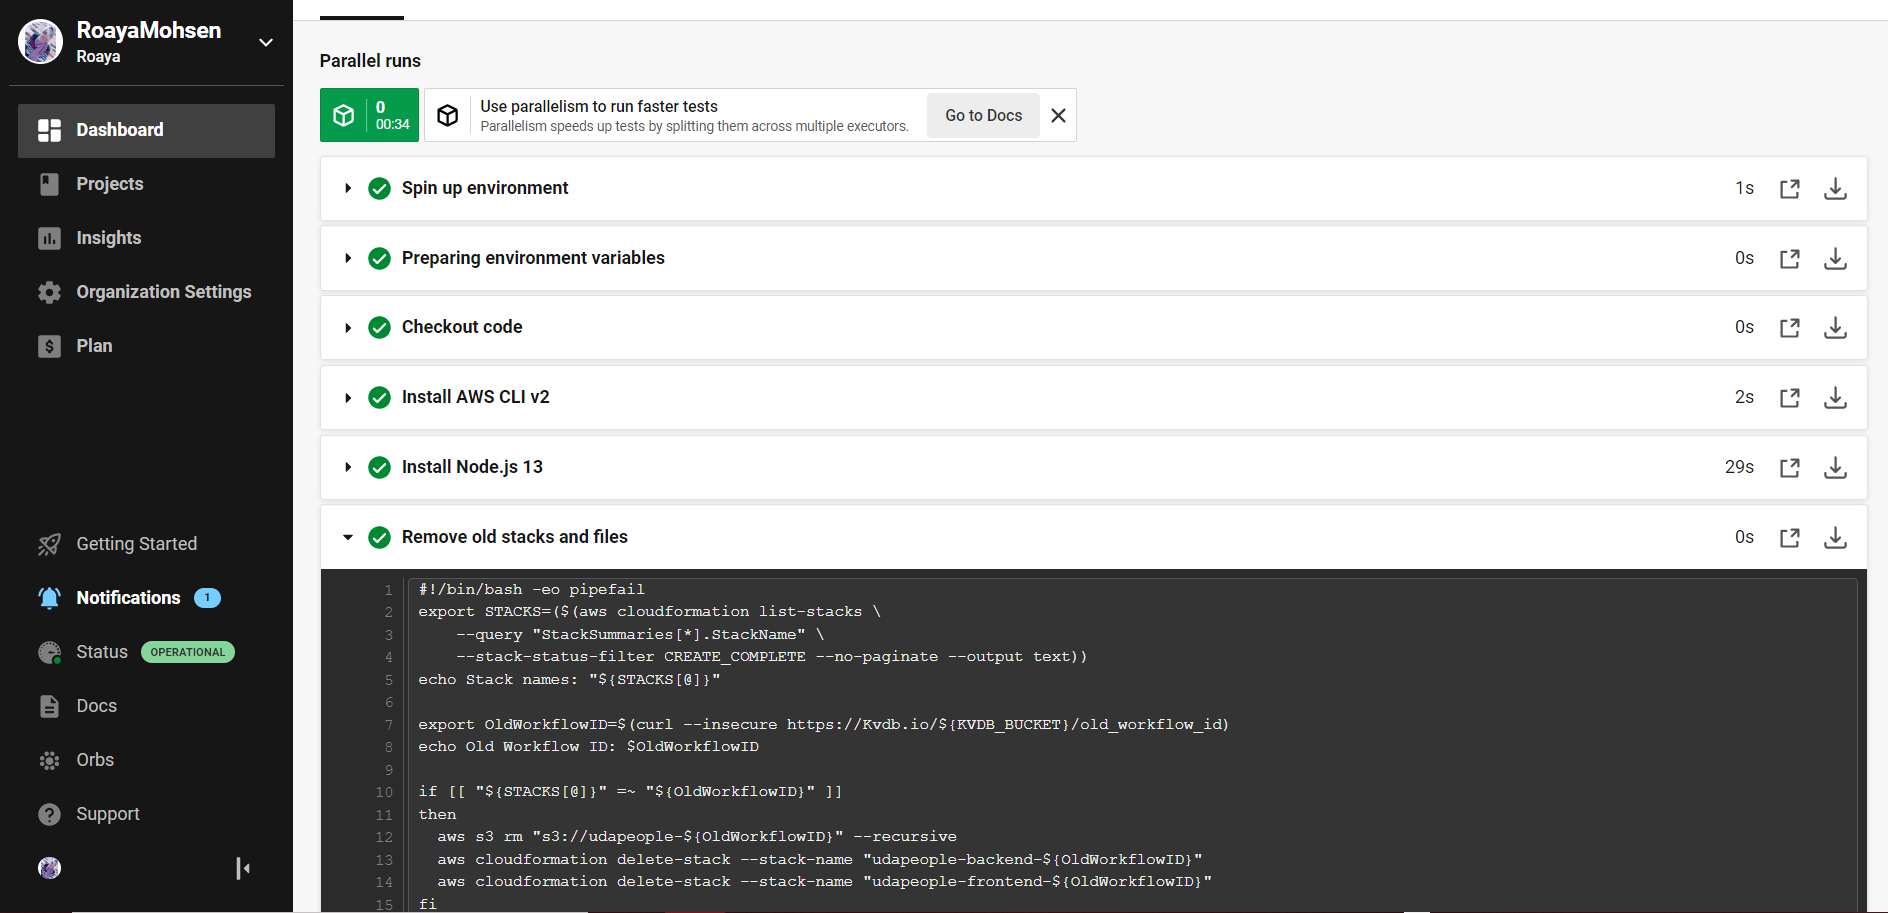 RoayaMohsen
Roaya
Dashboard
Projects
Insights
Organization Settings
Plan
Getting Started
Notifications 1
Status OPERATIONAL
Docs
Orbs
Support
Parallel runs
0
00:34
Use parallelism to run faster tests
Parallelism speeds up tests by splitting them across multiple executors.
Go to Docs
Spin up environment 1s
Preparing environment variables 0s
Checkout code 0s
Install AWS CLI v2 2s
Install Node.js 13 29s
Remove old stacks and files 0s
1 #!/bin/bash -eo pipefail
2 export STACKS=($(aws cloudformation list-stacks \
3 --query "StackSummaries[*].StackName" \
4 --stack-status-filter CREATE_COMPLETE --no-paginate --output text))
5 echo Stack names: "${STACKS[@]}"
6
7 export OldWorkflowID=$(curl --insecure https://Kvdb.io/${KVDB_BUCKET}/old_workflow_id)
8 echo Old Workflow ID: $OldWorkflowID
9
10 if [[ "${STACKS[@]}" =~ "${OldWorkflowID}" ]]
11 then
12 aws s3 rm "s3://udapeople-${OldWorkflowID}" --recursive
13 aws cloudformation delete-stack --stack-name "udapeople-backend-${OldWorkflowID}"
14 aws cloudformation delete-stack --stack-name "udapeople-frontend-${OldWorkflowID}"
15 fi